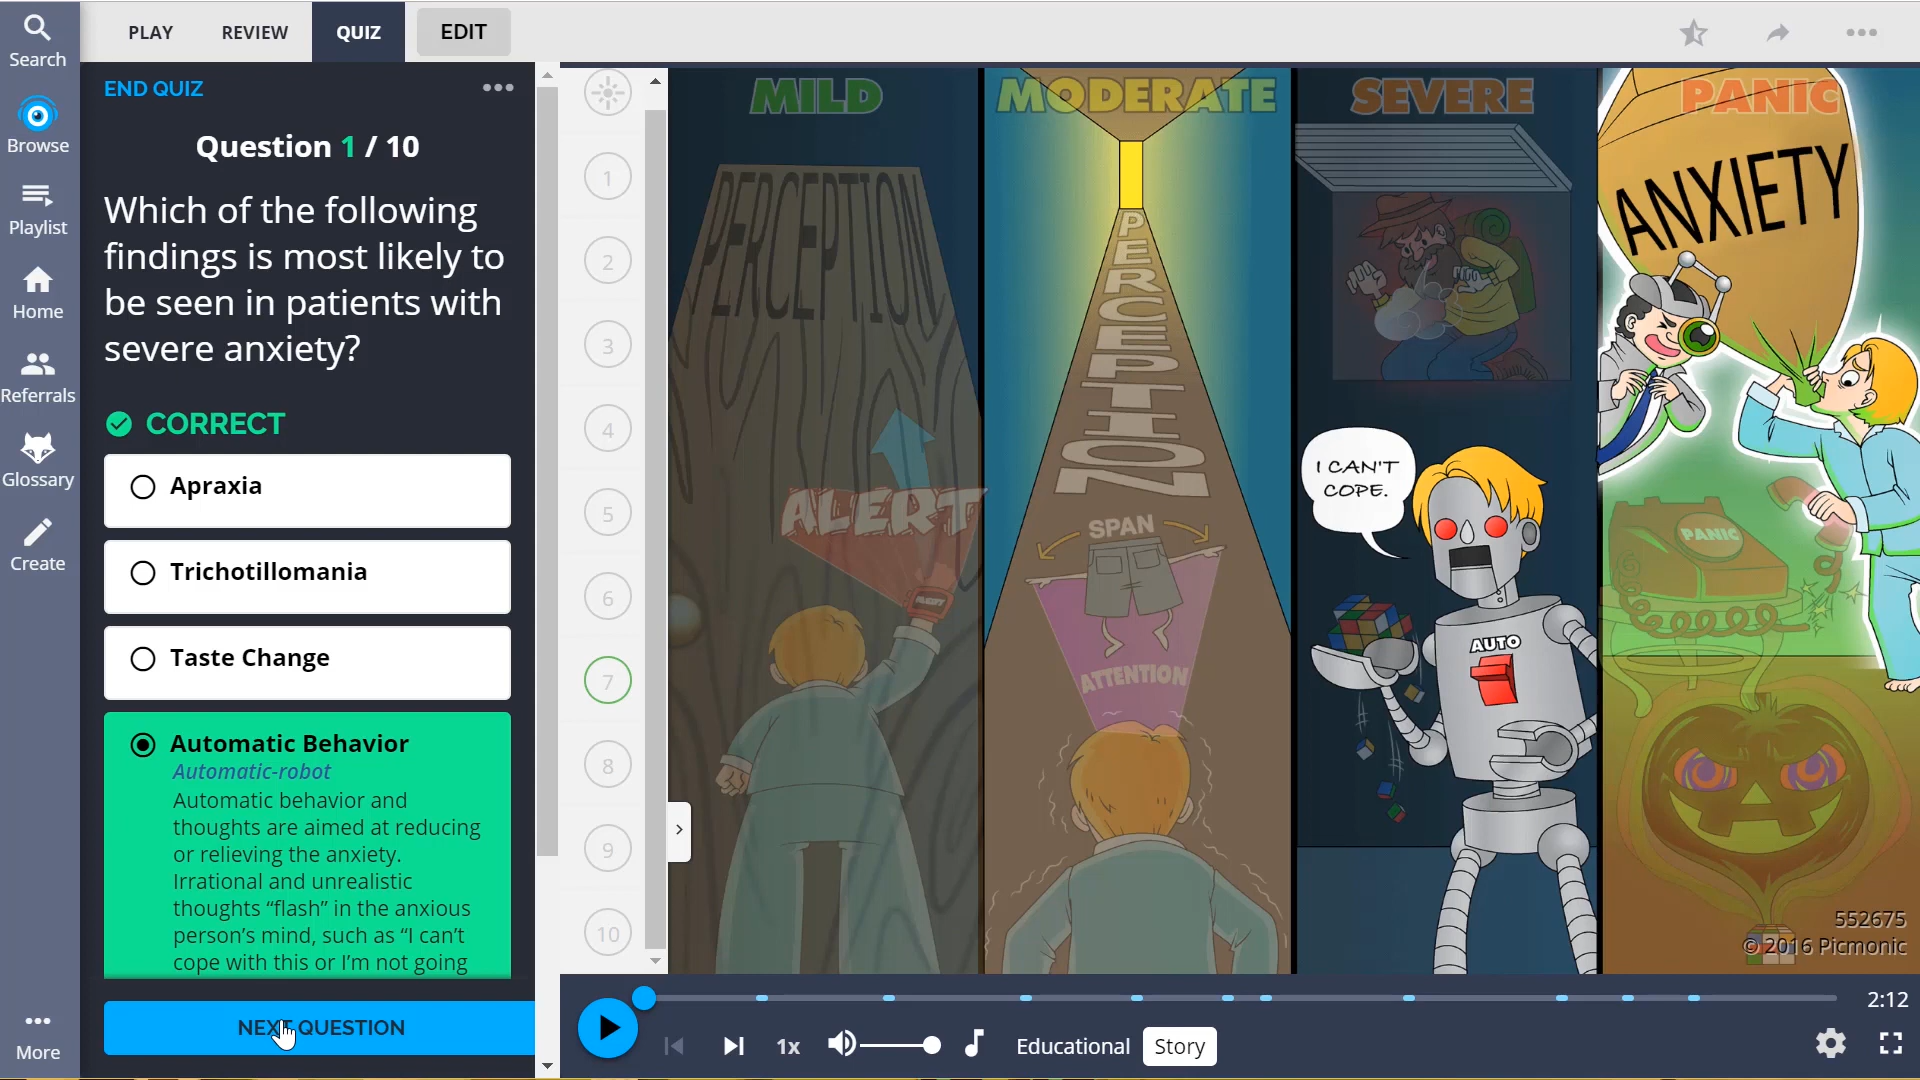 Search
Browse
Playlist
Home
Referrals
Glossary
Create
More
PLAY
REVIEW
QUIZ
EDIT
END QUIZ
Question 1 / 10
Which of the following
findings is most likely to
be seen in patients with
severe anxiety?
CORRECT
Apraxia
Trichotillomania
Taste Change
Automatic Behavior
Automatic-robot
Automatic behavior and
thoughts are aimed at reducing
or relieving the anxiety.
Irrational and unrealistic
thoughts “flash” in the anxious
person’s mind, such as “I can’t
cope with this or I’m not going
NEXT QUESTION
1
2
3
4
5
6
7
8
9
10
MILD
PERCEPTION
ALERT
ALERT
MODERATE
PERCEPTION
SPAN
ATTENTION
SEVERE
I CAN'T
COPE.
AUTO
PANIC
ANXIETY
PANIC
552675
© 2016 Picmonic
2:12
1x
Educational
Story